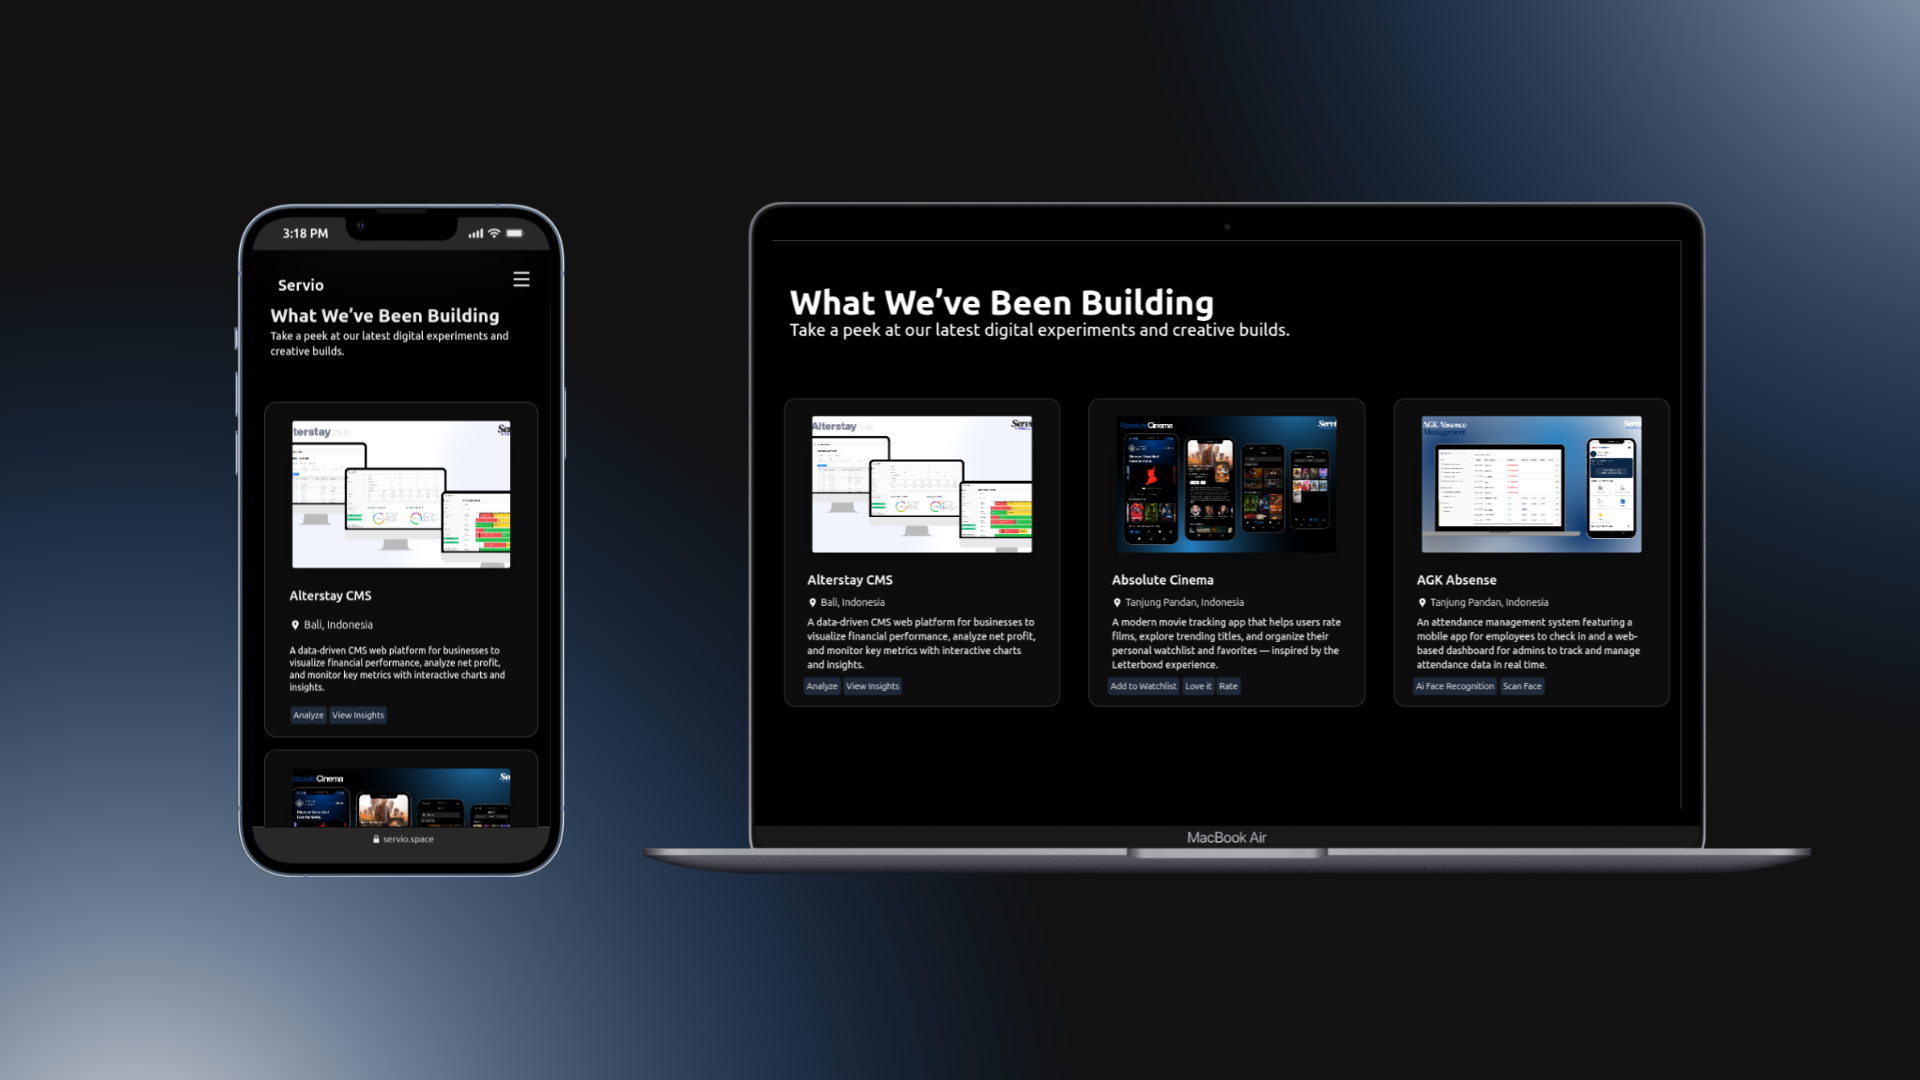 3:18 PM
Servio
What We've Been Building
Take a peek at our latest digital experiments and
creative builds.
terstay
Alterstay CMS
Bali, Indonesia
A data-driven CMS web platform for businesses to
visualize financial performance, analyze net profit,
and monitor key metrics with interactive charts and
insights.
Analyze View Insights
Cinema
servio.space
What We've Been Building
Take a peek at our latest digital experiments and creative builds.
Alterstay
Alterstay CMS
Bali, Indonesia
A data-driven CMS web platform for businesses to
visualize financial performance, analyze net profit,
and monitor key metrics with interactive charts
and insights.
Analyze View Insights
AbsoluteCinema
Absolute Cinema
Tanjung Pandan, Indonesia
A modern movie tracking app that helps users rate
films, explore trending titles, and organize their
personal watchlist and favorites — inspired by the
Letterboxd experience.
Add to Watchlist Love it Rate
AGK Absence
Management
AGK Absense
Tanjung Pandan, Indonesia
An attendance management system featuring a
mobile app for employees to check in and a web-
based dashboard for admins to track and manage
attendance data in real time.
Ai Face Recognition Scan Face
MacBook Air